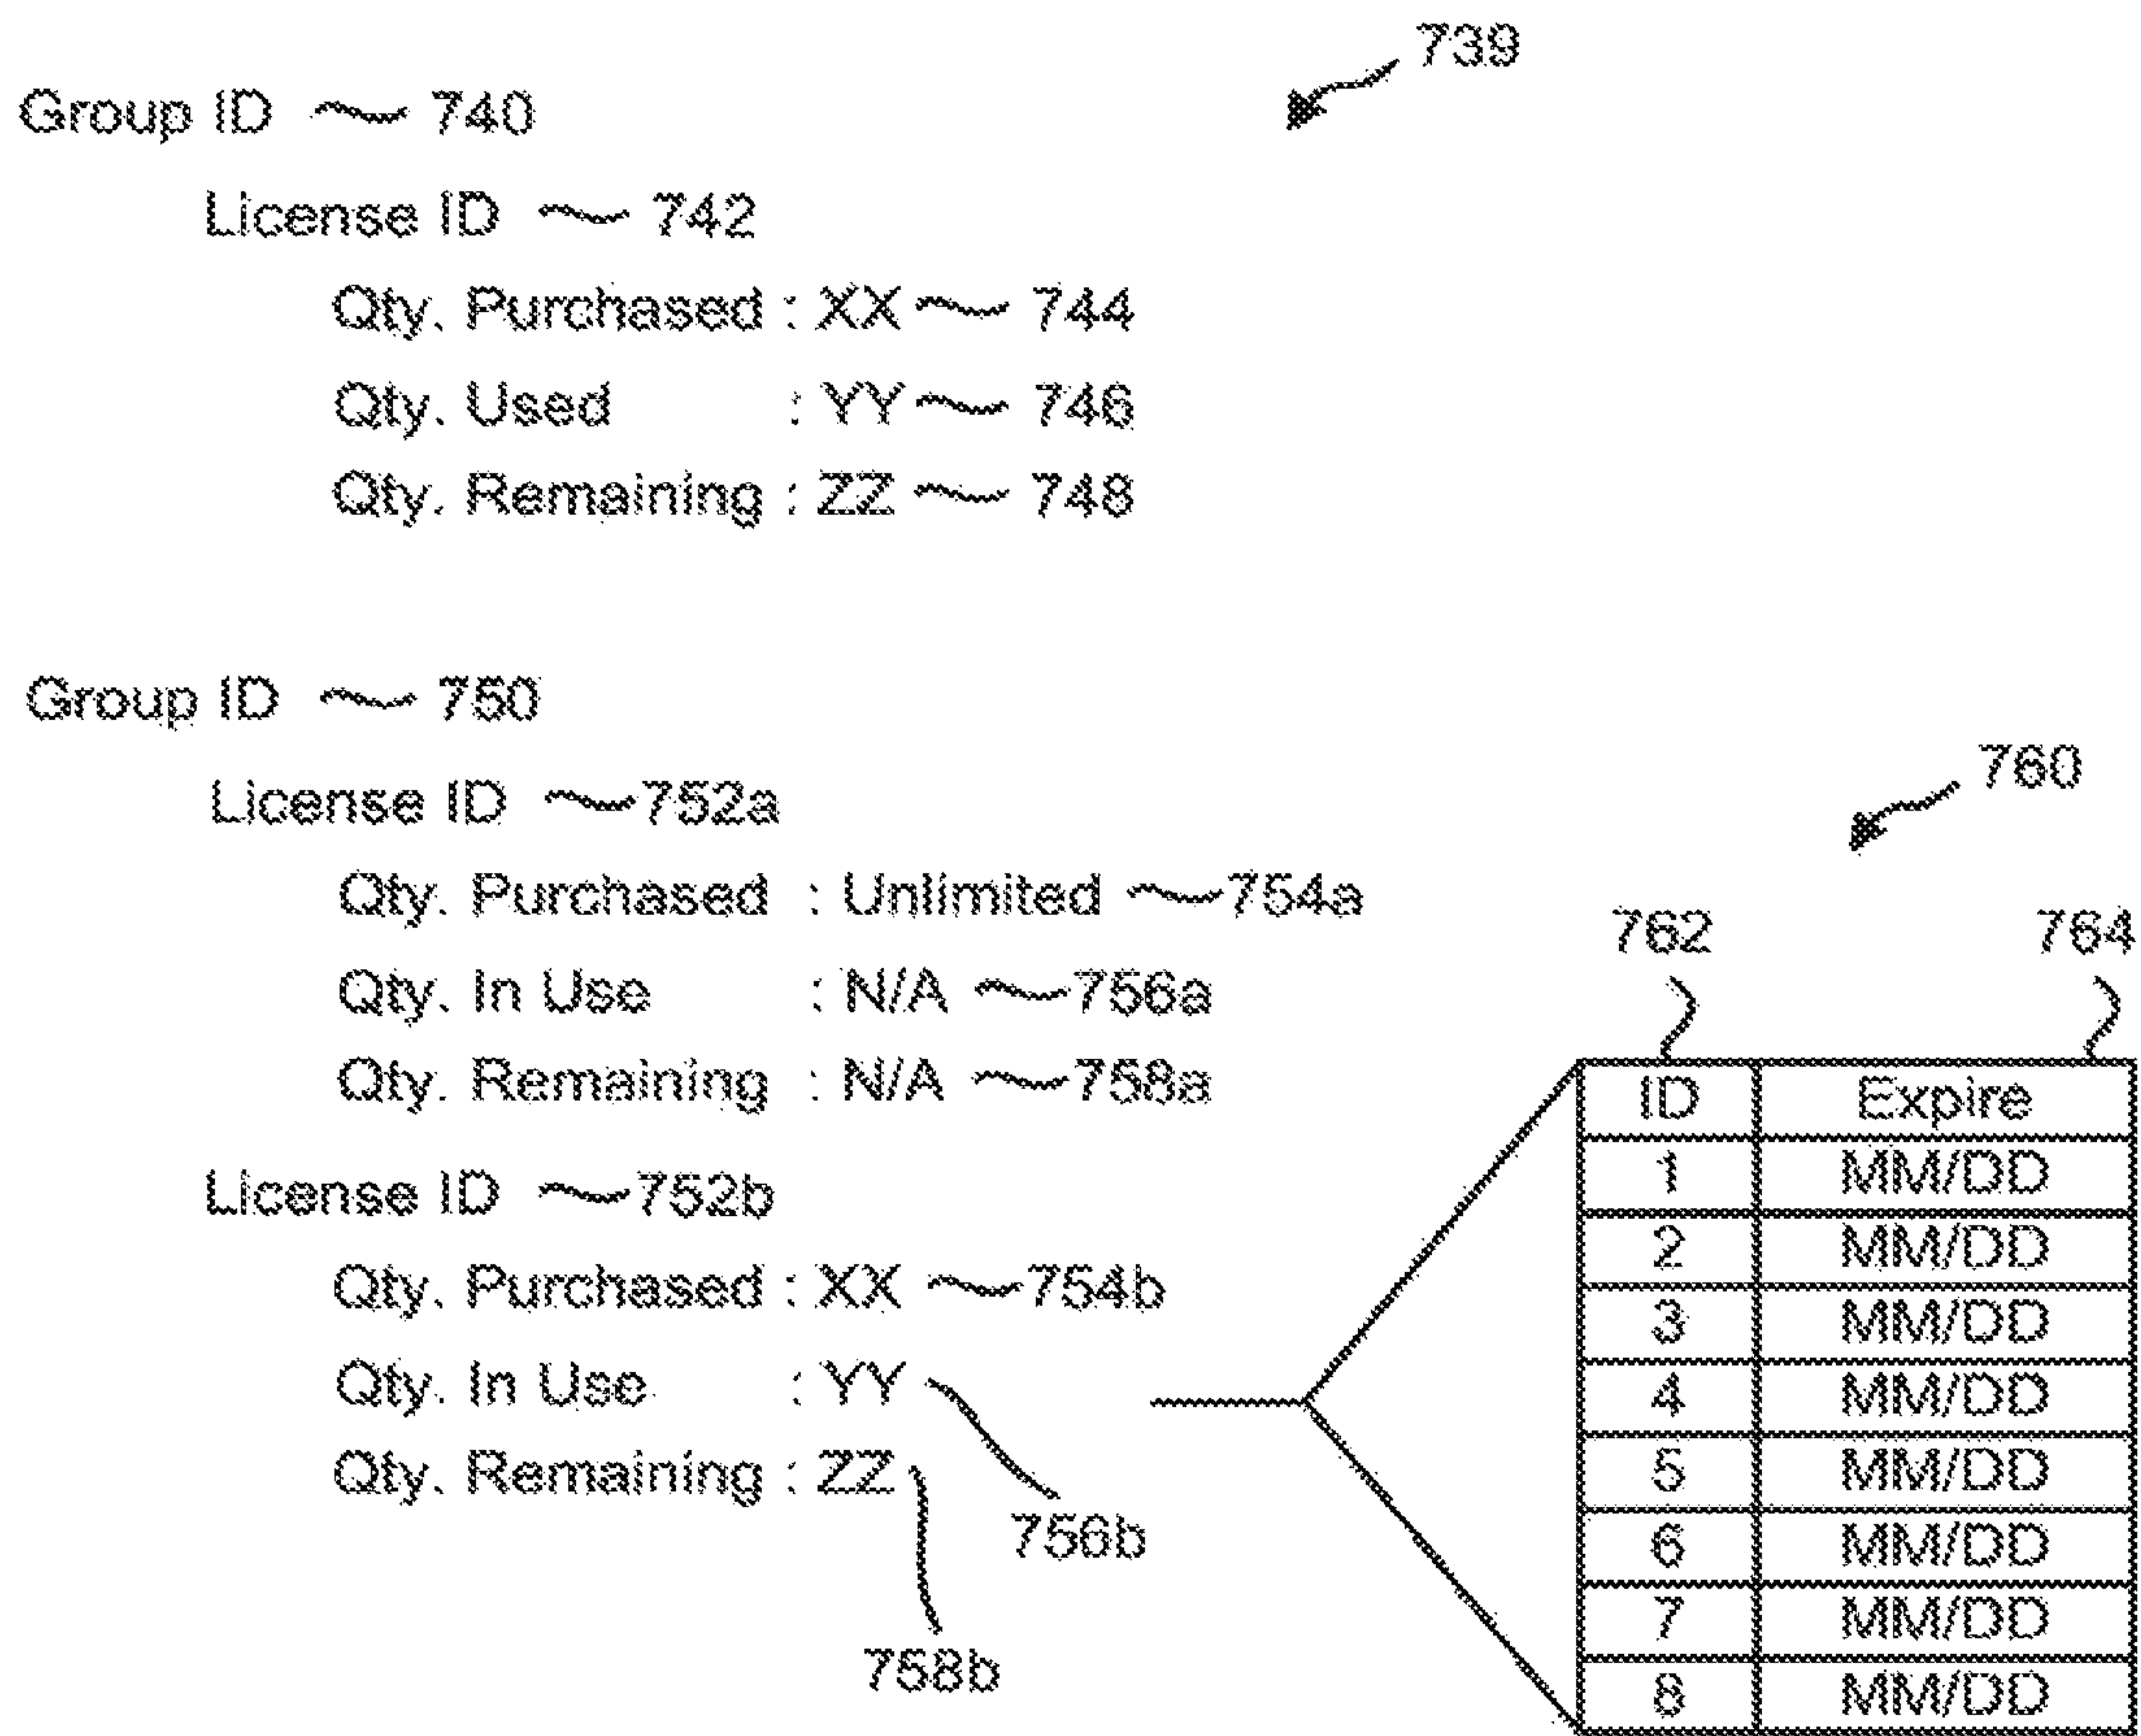 739
Group ID 740
License ID 742
Qty. Purchased : XX 744
Qty. Used : YY 746
Qty. Remaining : ZZ 748
Group ID 750
License ID 752a
Qty. Purchased : Unlimited 754a
Qty. In Use : N/A 756a
Qty. Remaining : N/A 758a
License ID 752b
Qty. Purchased : XX 754b
Qty. In Use : YY 756b
Qty. Remaining : ZZ 758b
760
762 764
ID Expire
1 MM/DD
2 MM/DD
3 MM/DD
4 MM/DD
5 MM/DD
6 MM/DD
7 MM/DD
8 MM/DD